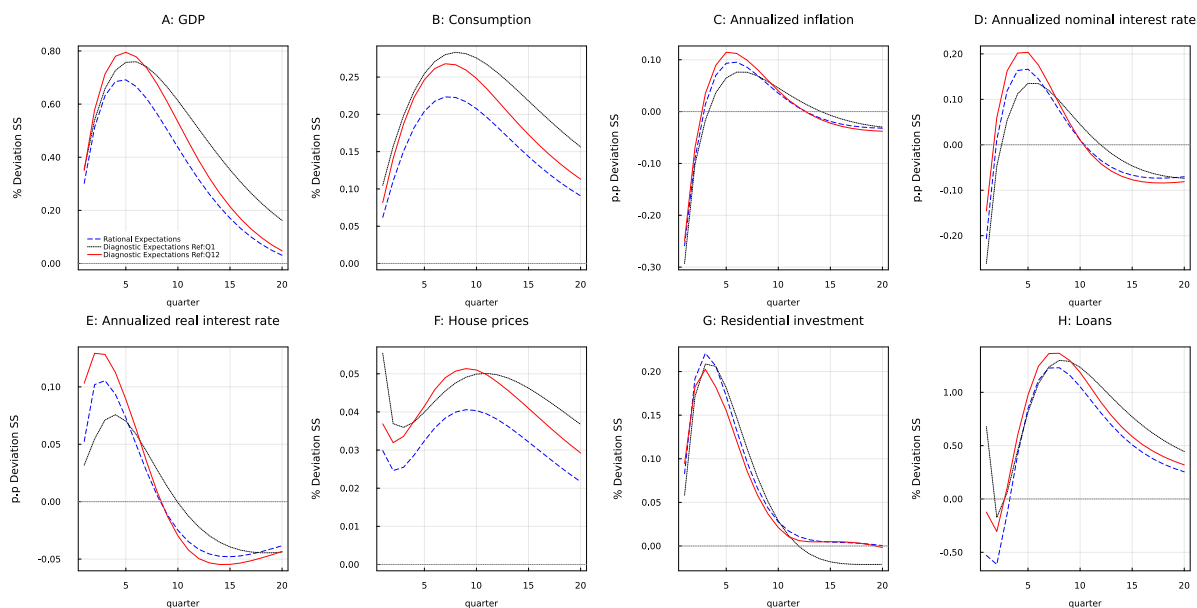 A: GDP
B: Consumption
C: Annualized inflation
D: Annualized nominal interest rate
% Deviation SS
0.80
0.60
0.40
0.20
0.00
Rational Expectations
Diagnostic Expectations Ref:Q1
Diagnostic Expectations Ref:Q12
5 10 15 20
quarter
% Deviation SS
0.25
0.20
0.15
0.10
0.05
0.00
5 10 15 20
quarter
p.p Deviation SS
0.10
0.00
-0.10
-0.20
-0.30
5 10 15 20
quarter
p.p Deviation SS
0.20
0.10
0.00
-0.10
-0.20
5 10 15 20
quarter
E: Annualized real interest rate
F: House prices
G: Residential investment
H: Loans
p.p Deviation SS
0.10
0.05
0.00
-0.05
5 10 15 20
quarter
% Deviation SS
0.05
0.04
0.03
0.02
0.01
0.00
5 10 15 20
quarter
% Deviation SS
0.20
0.15
0.10
0.05
0.00
5 10 15 20
quarter
% Deviation SS
1.00
0.50
0.00
-0.50
5 10 15 20
quarter